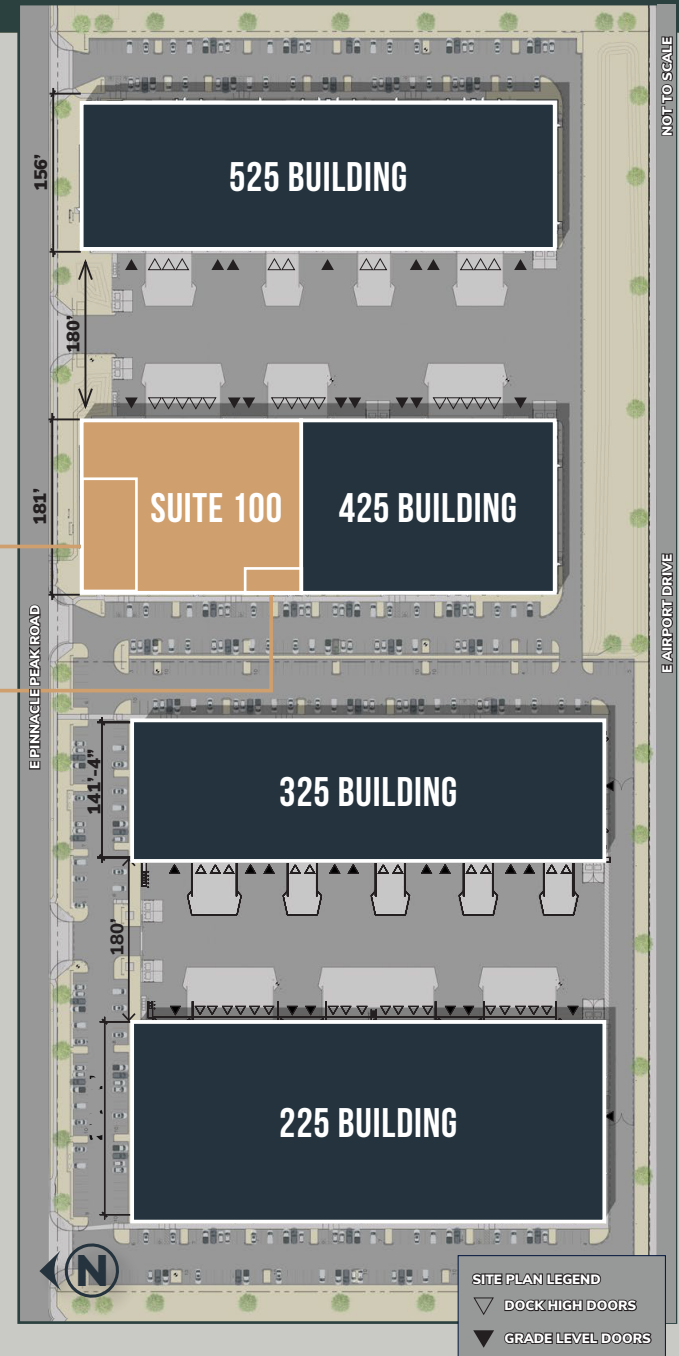 NOT TO SCALE
156’
525 BUILDING
180’
181’
SUITE 100
425 BUILDING
E PINNACLE PEAK ROAD
E AIRPORT DRIVE
141’-4”
325 BUILDING
180’
225 BUILDING
N
SITE PLAN LEGEND
DOCK HIGH DOORS
GRADE LEVEL DOORS